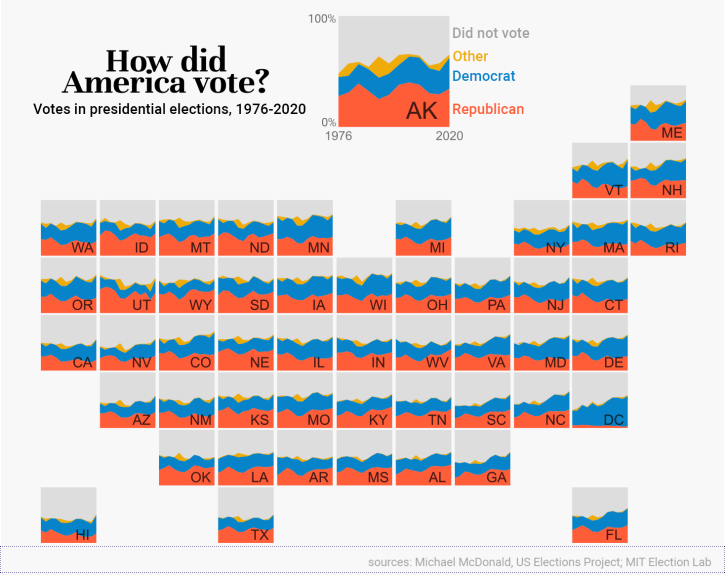 How did
America vote?
Votes in presidential elections, 1976-2020
100%
0%
1976
2020
AK
Did not vote
Other
Democrat
Republican
ME
VT NH
WA ID MT ND MN MI NY MA RI
OR UT WY SD IA WI OH PA NJ CT
CA NV CO NE IL IN WV VA MD DE
AZ NM KS MO KY TN SC NC DC
OK LA AR MS AL GA
HI TX FL
sources: Michael McDonald, US Elections Project; MIT Election Lab